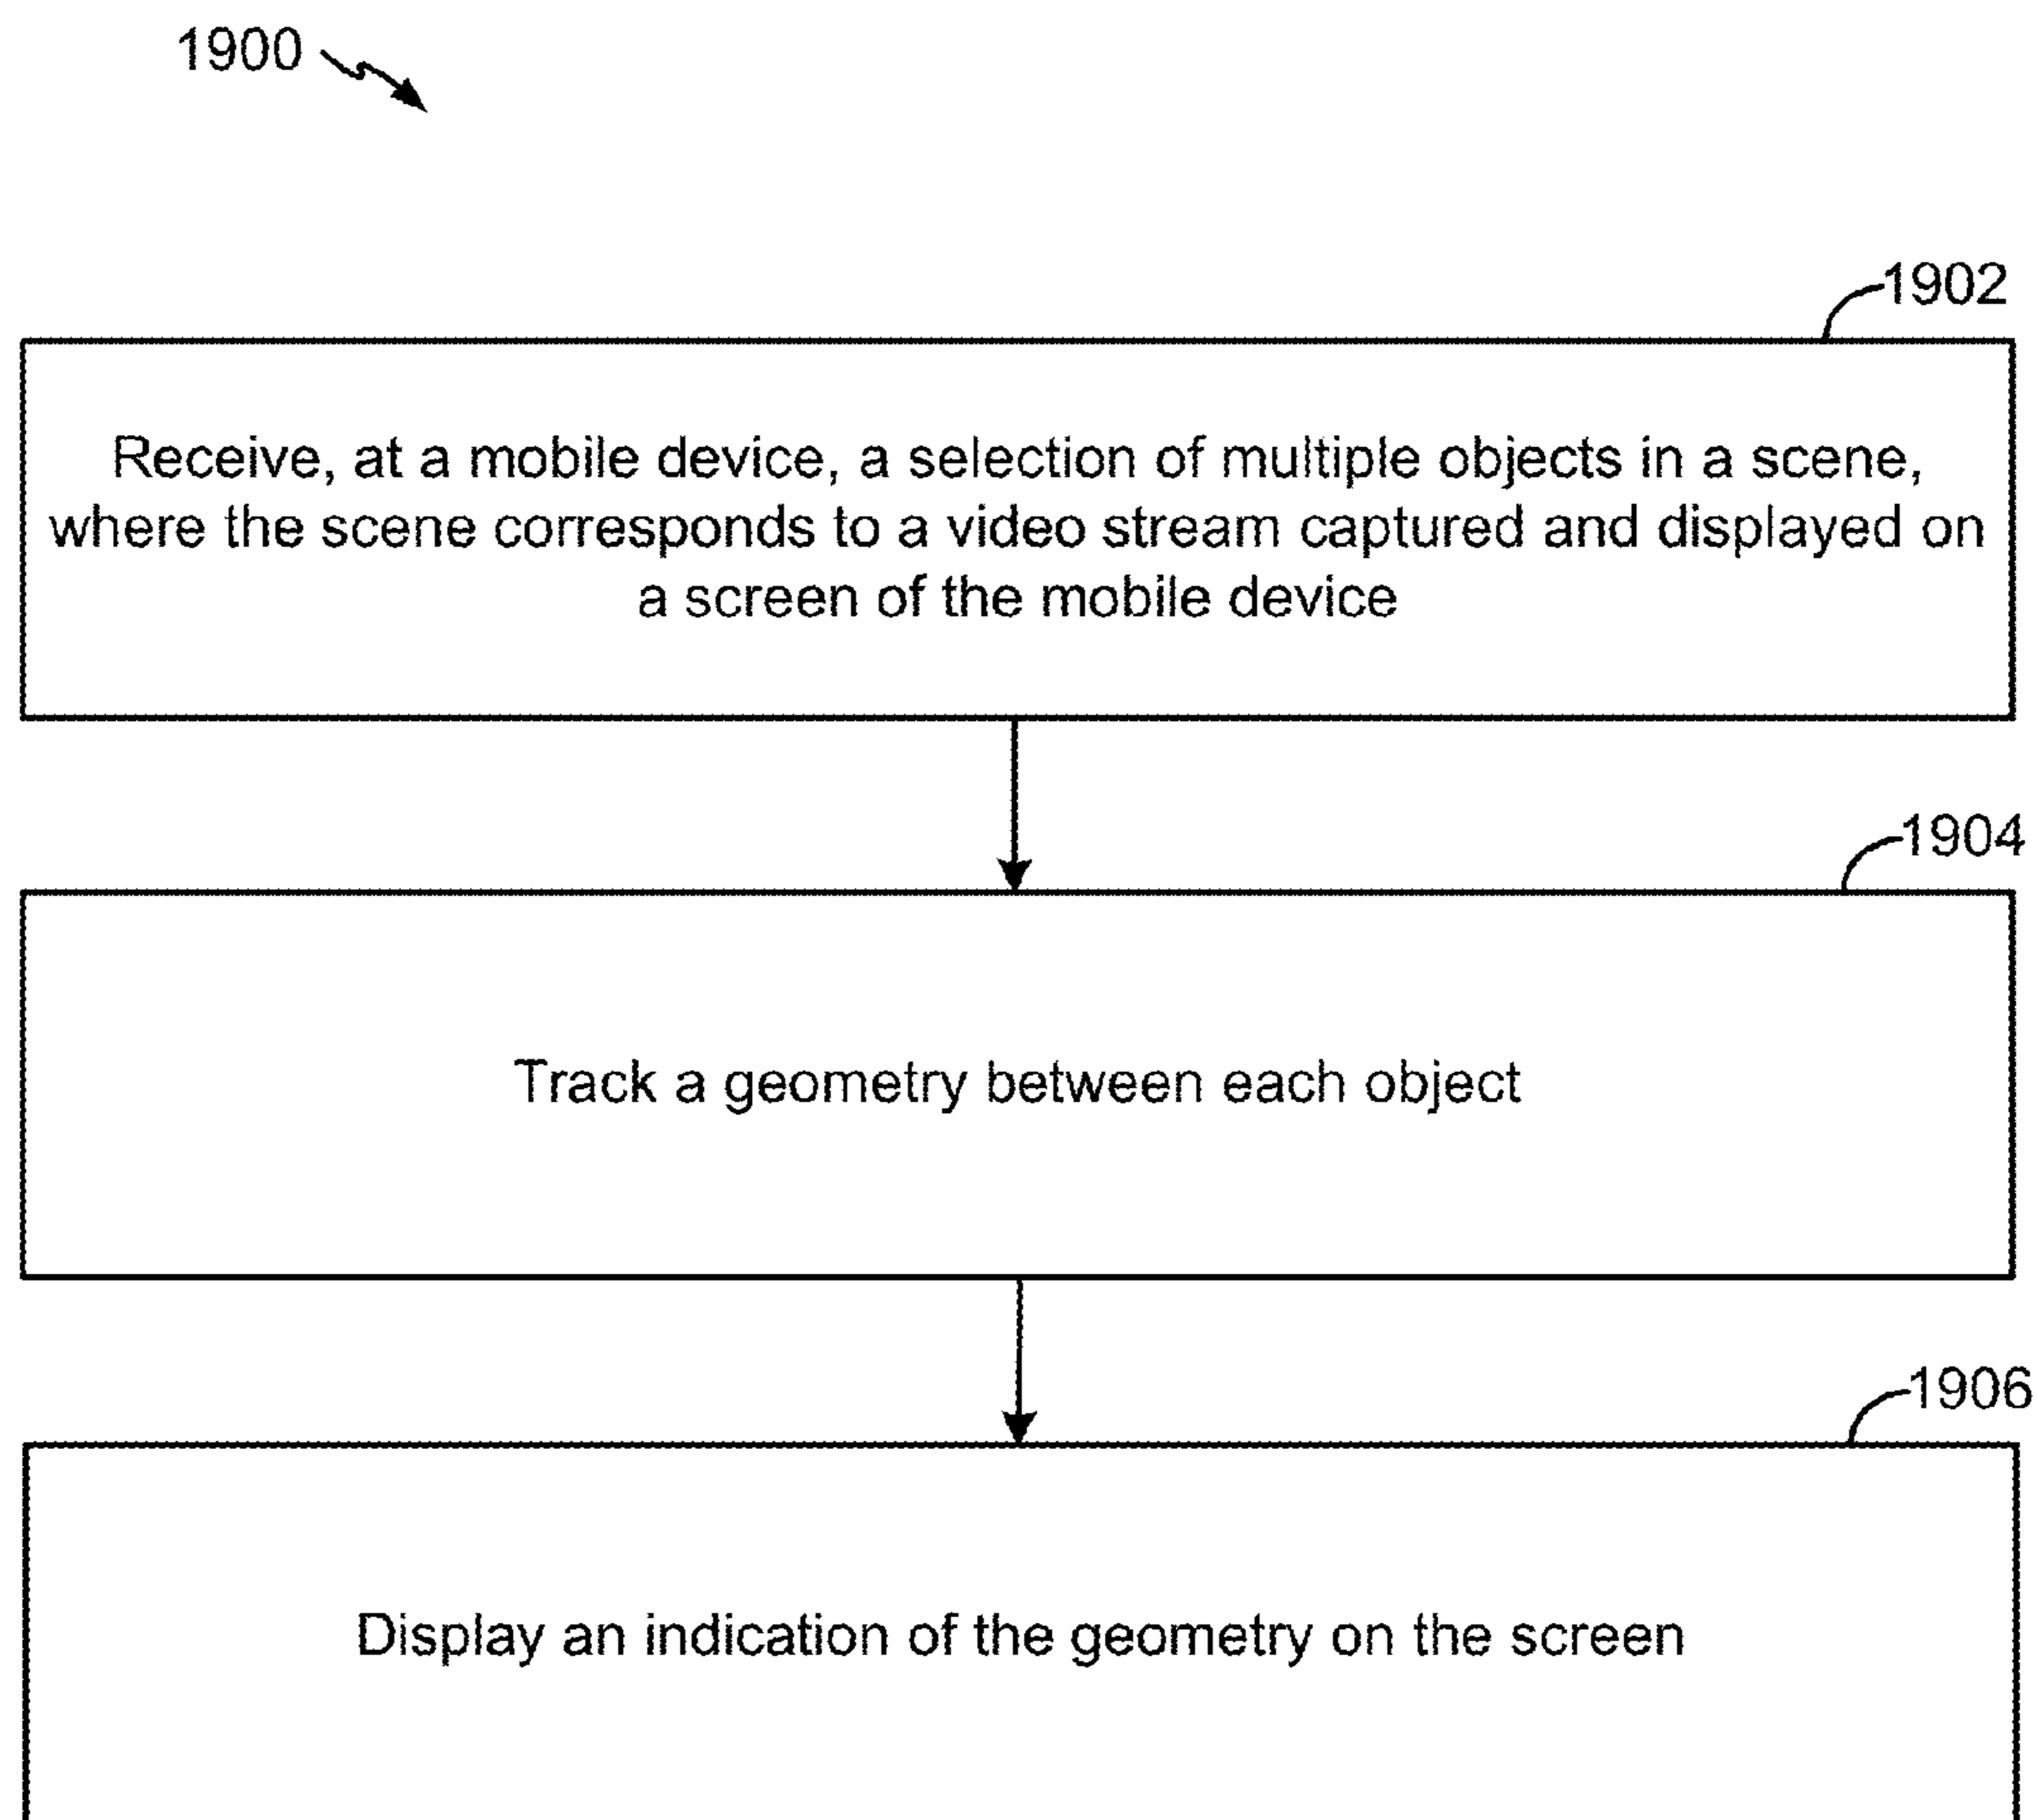 1900
1902
Receive, at a mobile device, a selection of multiple objects in a scene,
where the scene corresponds to a video stream captured and displayed on
a screen of the mobile device
1904
Track a geometry between each object
1906
Display an indication of the geometry on the screen